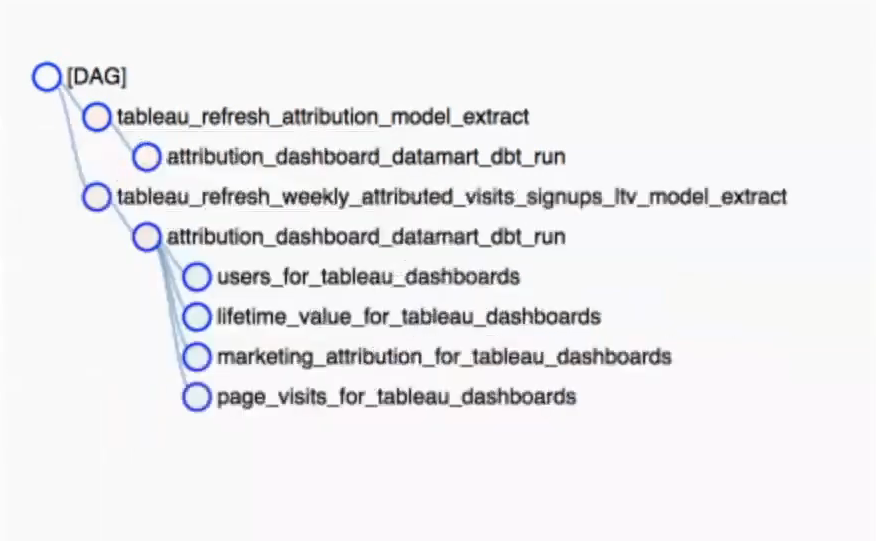 [DAG]
tableau_refresh_attribution_model_extract
attribution_dashboard_datamart_dbt_run
tableau_refresh_weekly_attributed_visits_signups_ltv_model_extract
attribution_dashboard_datamart_dbt_run
users_for_tableau_dashboards
lifetime_value_for_tableau_dashboards
marketing_attribution_for_tableau_dashboards
page_visits_for_tableau_dashboards